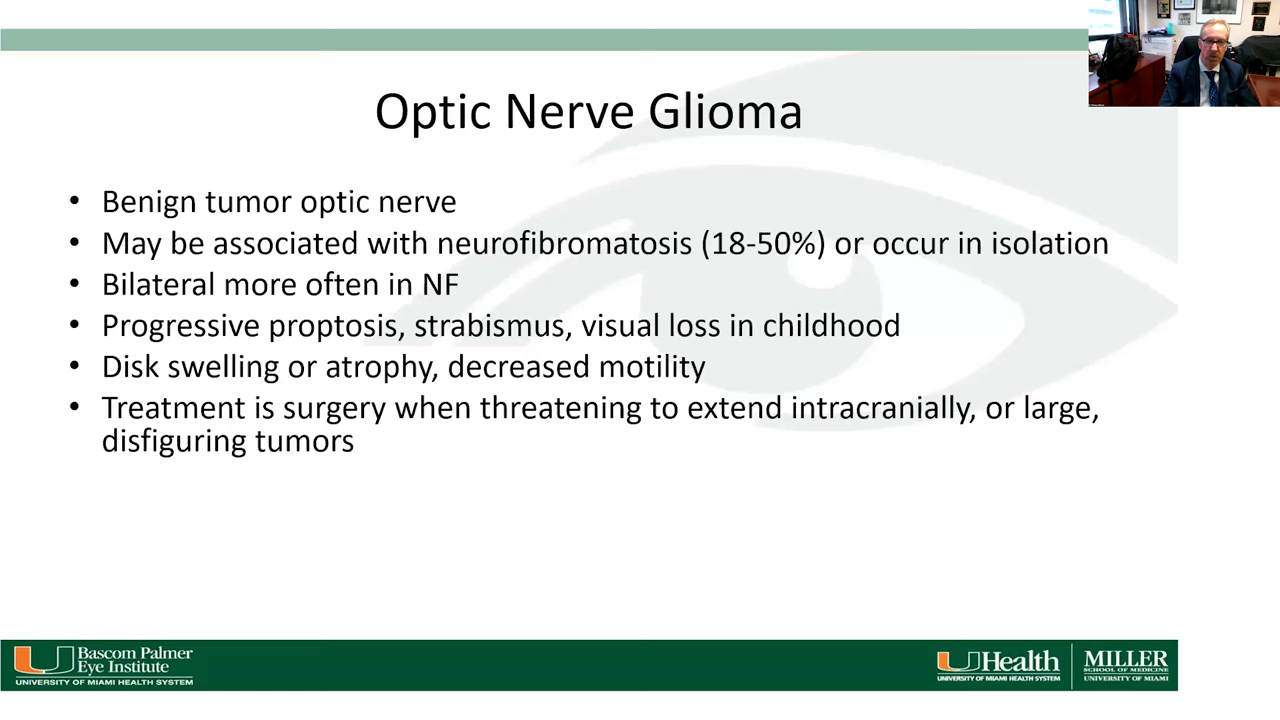 Optic Nerve Glioma
• Benign tumor optic nerve
• May be associated with neurofibromatosis (18-50%) or occur in isolation
• Bilateral more often in NF
• Progressive proptosis, strabismus, visual loss in childhood
• Disk swelling or atrophy, decreased motility
• Treatment is surgery when threatening to extend intracranially, or large,
disfiguring tumors
Bascom Palmer
Eye Institute
UNIVERSITY OF MIAMI HEALTH SYSTEM
UHealth
UNIVERSITY OF MIAMI HEALTH SYSTEM
MILLER
SCHOOL OF MEDICINE
UNIVERSITY OF MIAMI